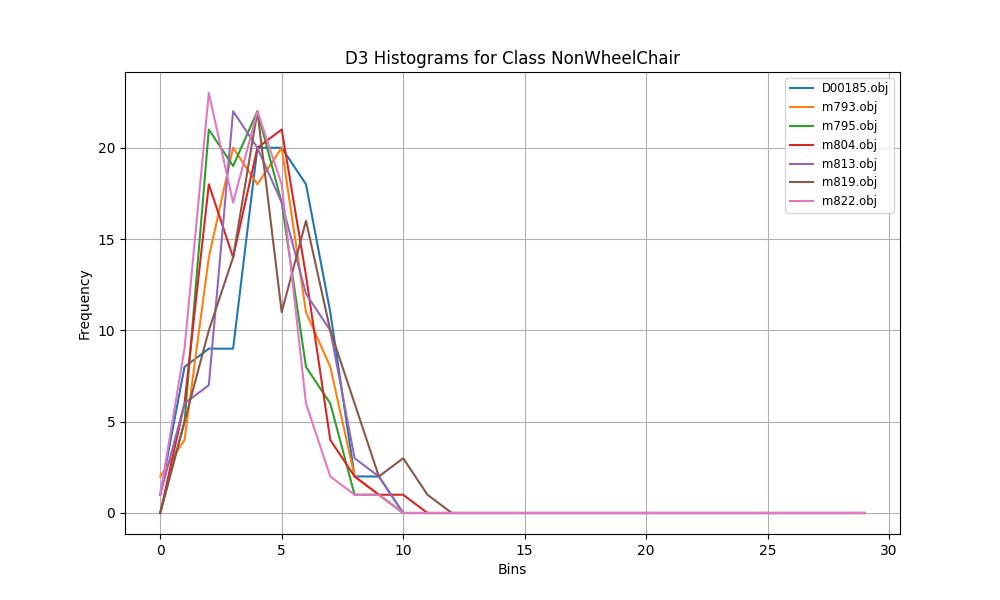 D3 Histograms for Class NonWheelChair
D00185.obj
m793.obj
m795.obj
m804.obj
m813.obj
m819.obj
m822.obj
Frequency
20
15
10
5
0
0 5 10 15 20 25 30
Bins